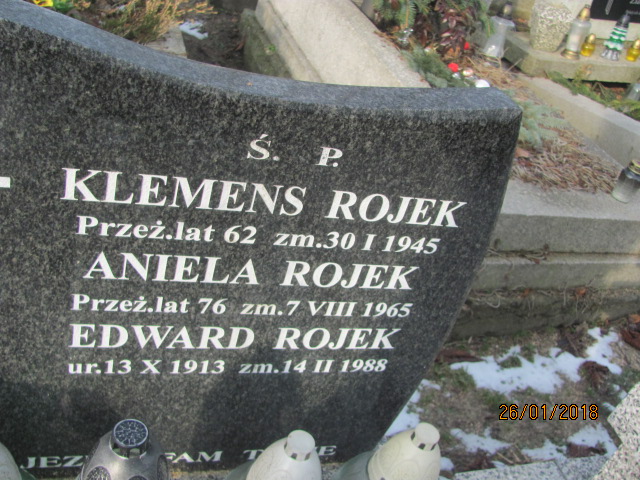 Ś. P.
KLEMENS ROJEK
Przeż.lat 62 zm.30 I 1945
ANIELA ROJEK
Przeż.lat 76 zm.7 VIII 1965
EDWARD ROJEK
ur.13 X 1913 zm.14 II 1988
26/01/2018